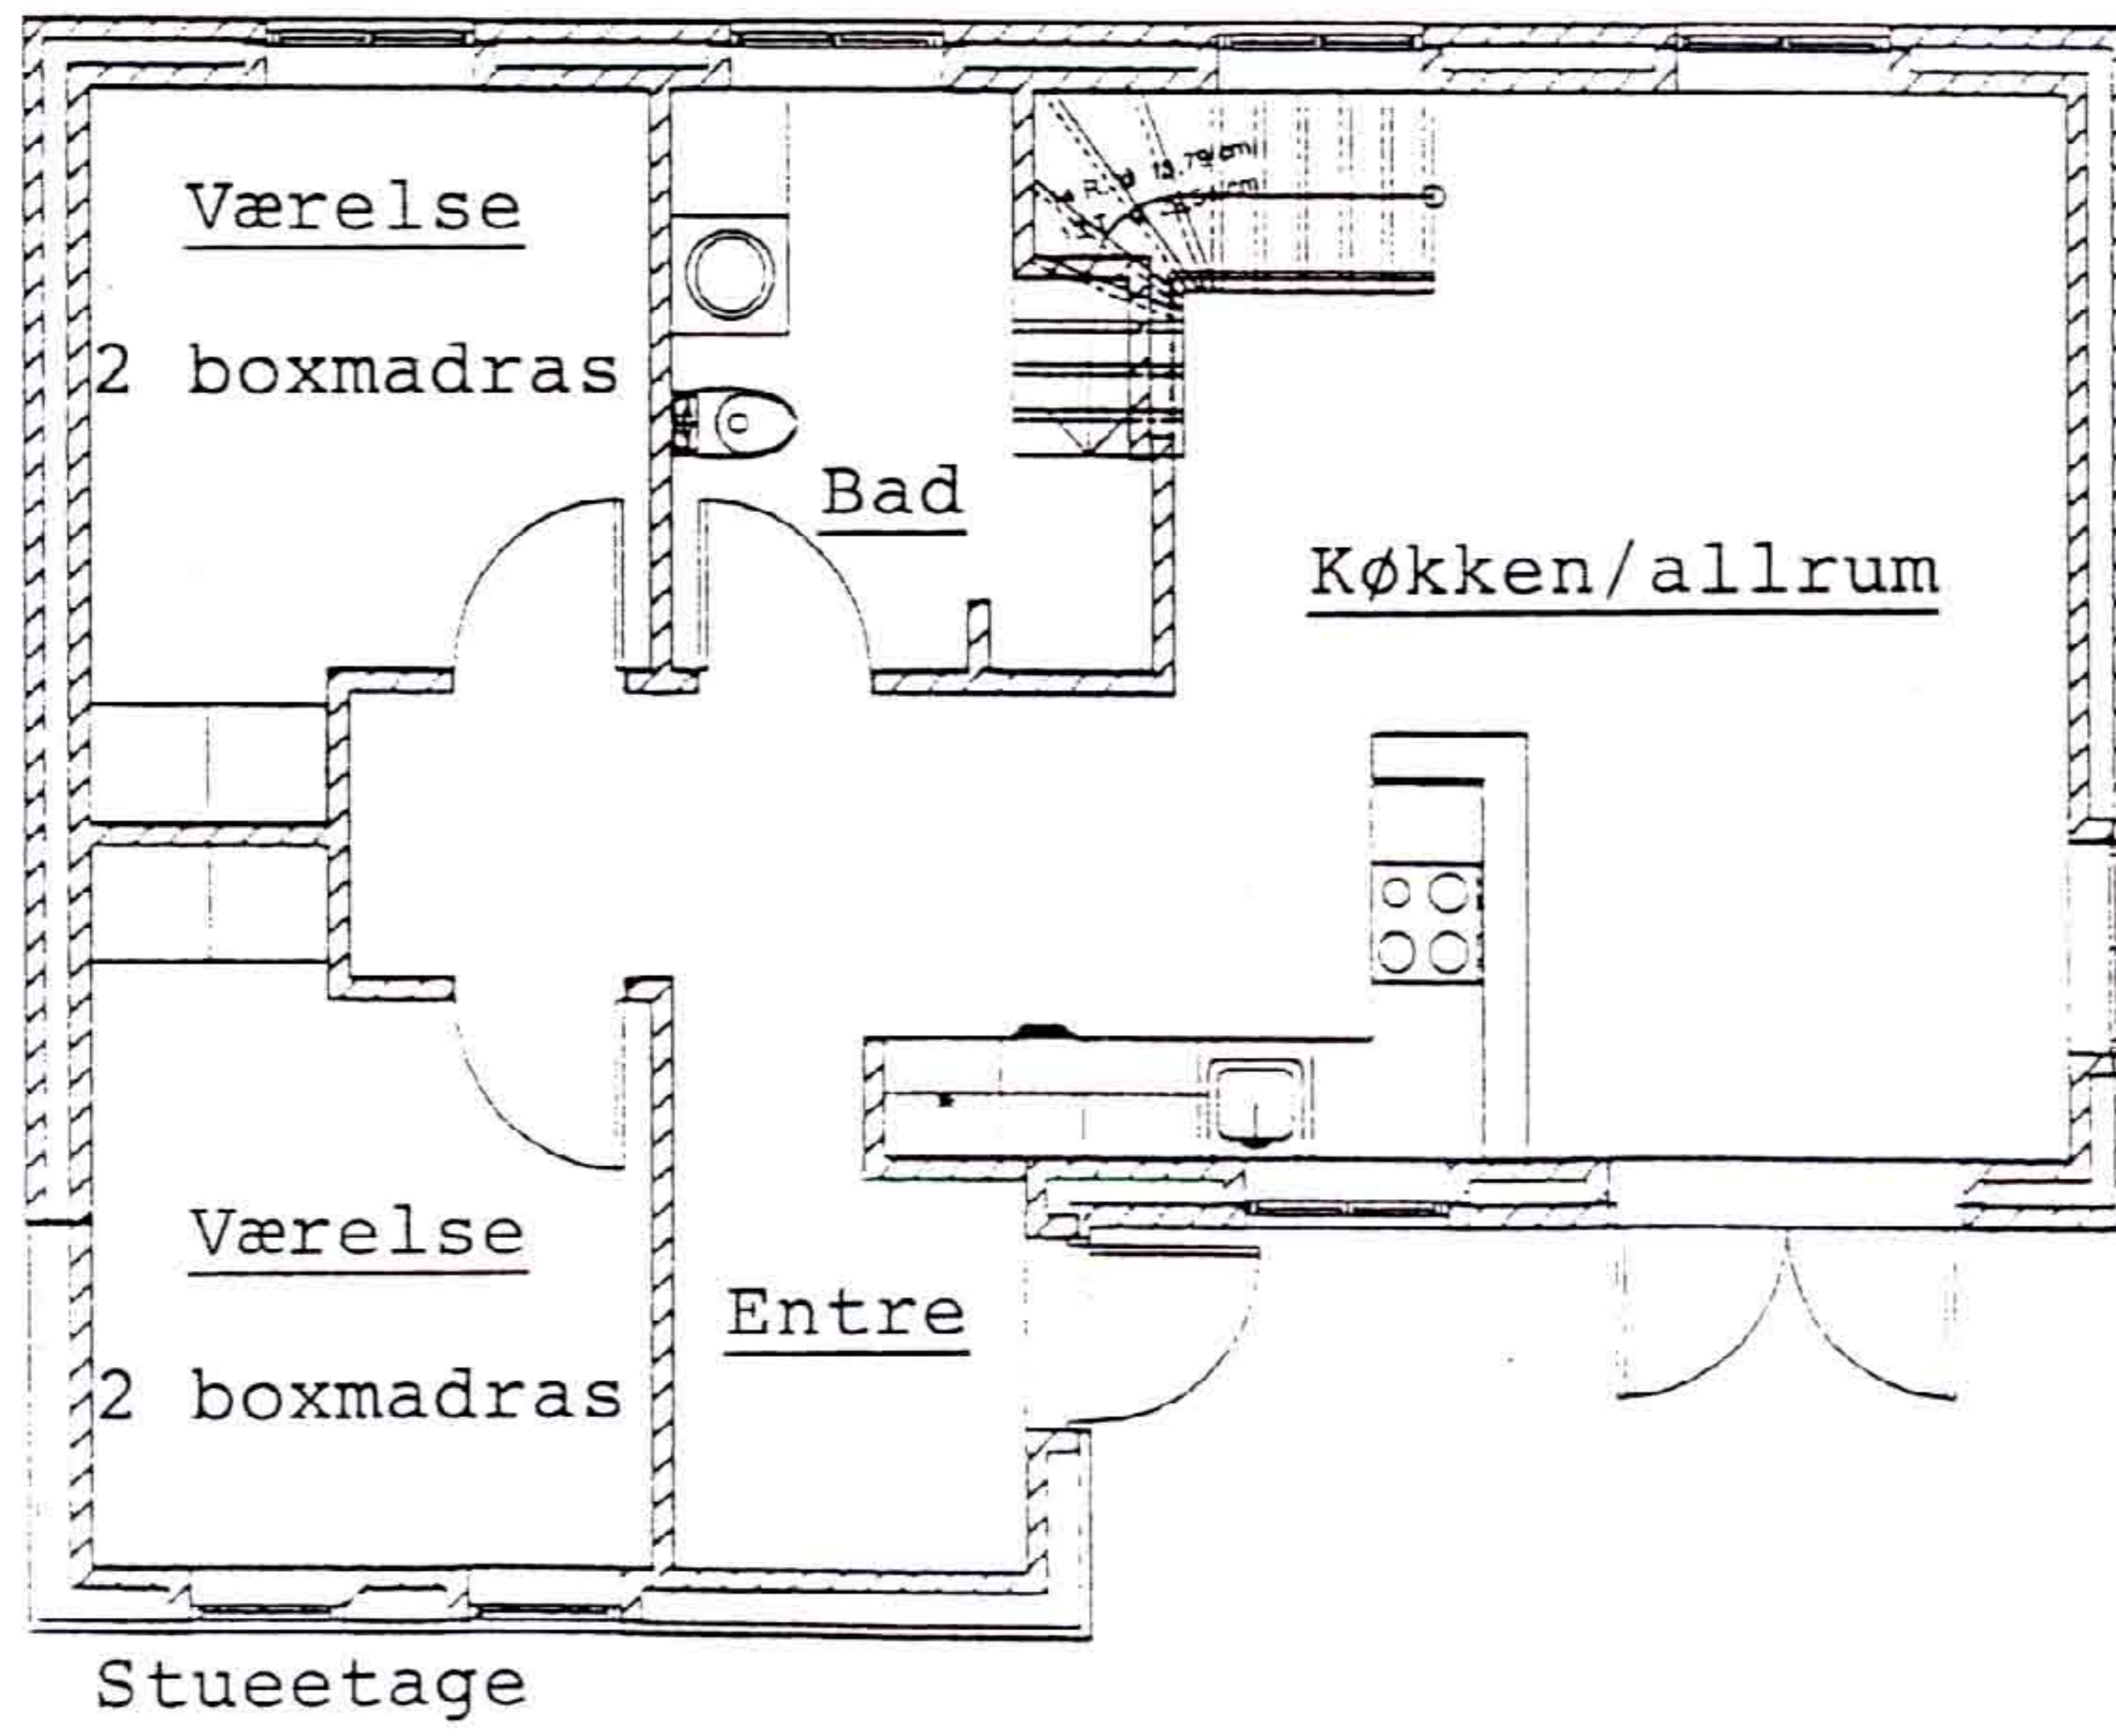 Værelse
2 boxmadras
Bad
Køkken/allrum
Værelse
2 boxmadras
Entre
Stueetage